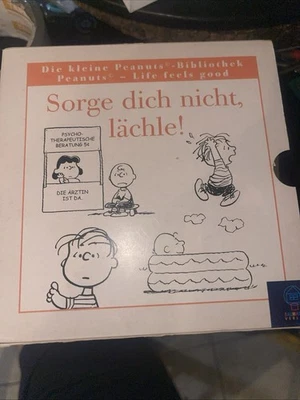 Die kleine Peanuts®-Bibliothek
Peanuts® – Life feels good
Sorge dich nicht,
lächle!
PSYCHO-
THERAPEUTISCHE
BERATUNG 5¢
DIE ÄRZTIN
IST DA.